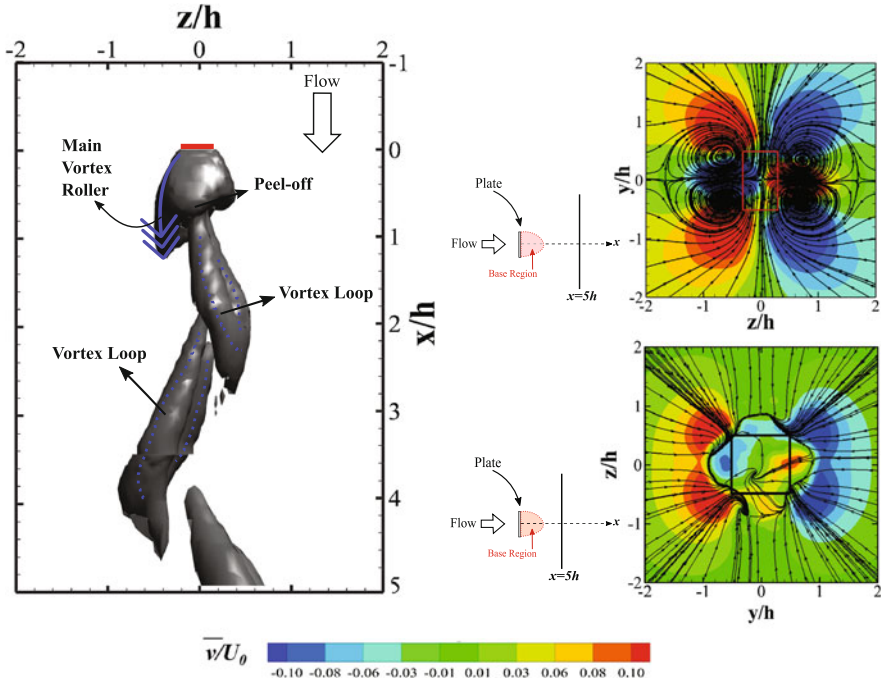 z/h
-2 -1 0 1 2
-1
0
1
2
3
4
5
x/h
Flow
Main
Vortex
Roller
Peel-off
Vortex Loop
Vortex Loop
Plate
Flow
x
Base Region
x=5h
2
1
0
-1
-2
y/h
-2 -1 0 1 2
z/h
Plate
Flow
x
Base Region
x=5h
2
1
0
-1
-2
z/h
-2 -1 0 1 2
y/h
v̅/U₀
-0.10 -0.08 -0.06 -0.03 -0.01 0.01 0.03 0.06 0.08 0.10